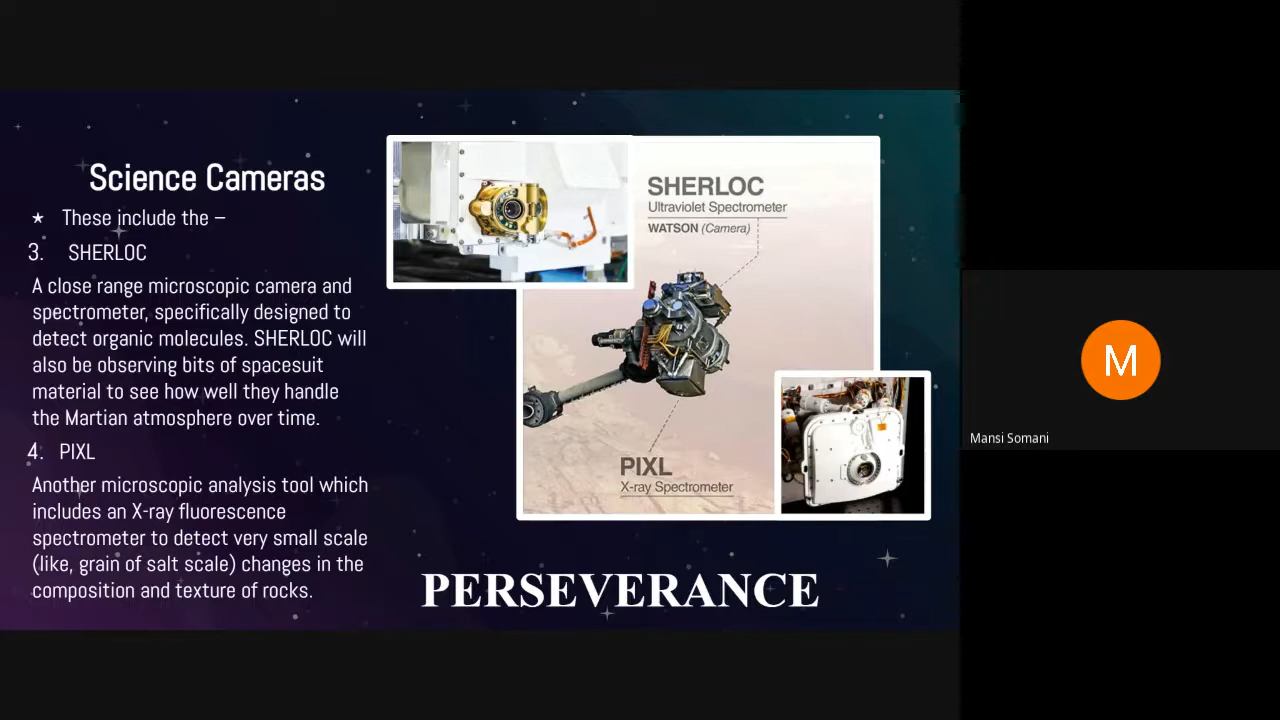 Science Cameras
★ These include the –
3. SHERLOC
A close range microscopic camera and
spectrometer, specifically designed to
detect organic molecules. SHERLOC will
also be observing bits of spacesuit
material to see how well they handle
the Martian atmosphere over time.
4. PIXL
Another microscopic analysis tool which
includes an X-ray fluorescence
spectrometer to detect very small scale
(like, grain of salt scale) changes in the
composition and texture of rocks.
SHERLOC
Ultraviolet Spectrometer
WATSON (Camera)
PIXL
X-ray Spectrometer
PERSEVERANCE
M
Mansi Somani